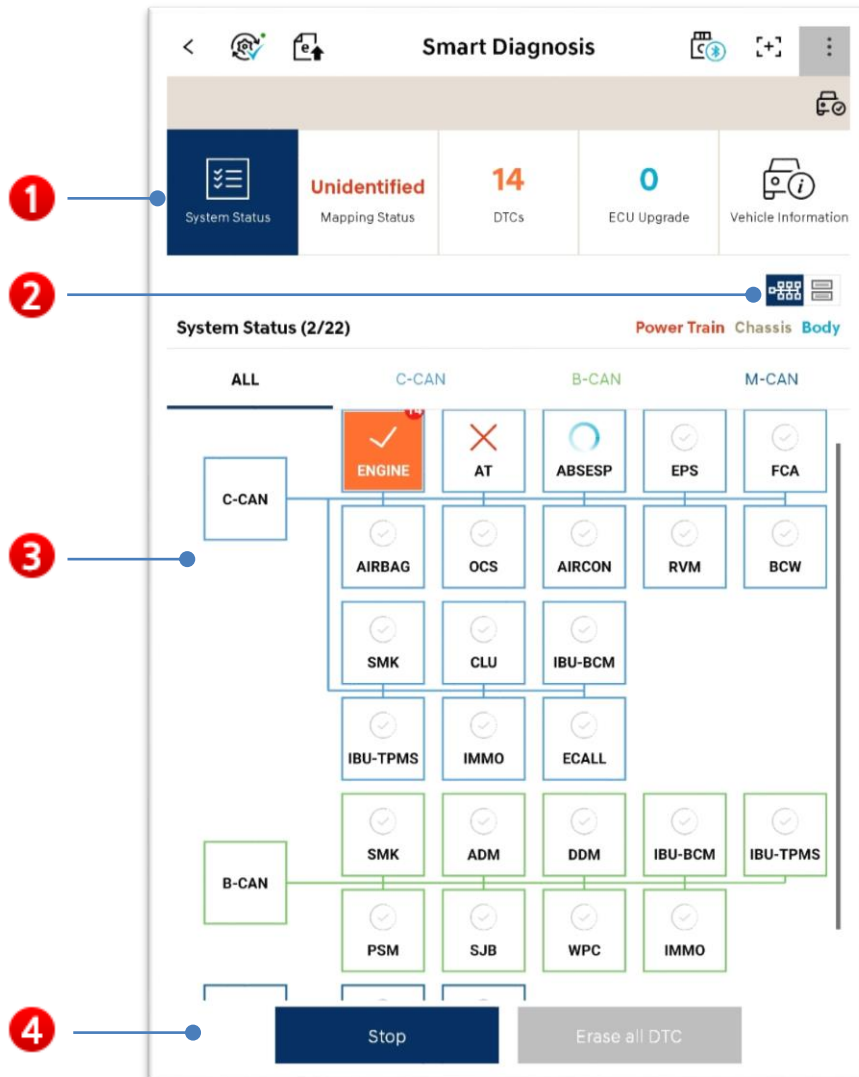 Smart Diagnosis
1
System Status
Unidentified
Mapping Status
14
DTCs
0
ECU Upgrade
Vehicle Information
2
System Status (2/22)
Power Train Chassis Body
ALL C-CAN B-CAN M-CAN
14
ENGINE AT ABSESP EPS FCA
C-CAN
3
AIRBAG OCS AIRCON RVM BCW
SMK CLU IBU-BCM
IBU-TPMS IMMO ECALL
SMK ADM DDM IBU-BCM IBU-TPMS
B-CAN
PSM SJB WPC IMMO
4
Stop Erase all DTC